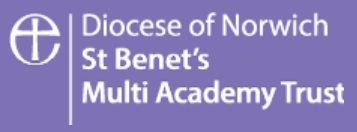 Diocese of Norwich
St Benet's
Multi Academy Trust